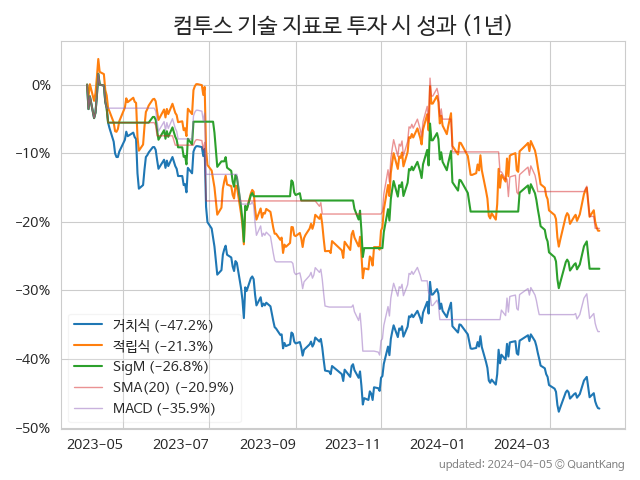 컴투스 기술 지표로 투자 시 성과 (1년)
0%
−10%
−20%
−30%
−40%
−50%
거치식 (−47.2%)
적립식 (−21.3%)
SigM (−26.8%)
SMA(20) (−20.9%)
MACD (−35.9%)
2023-05 2023-07 2023-09 2023-11 2024-01 2024-03
updated: 2024-04-05 © QuantKang